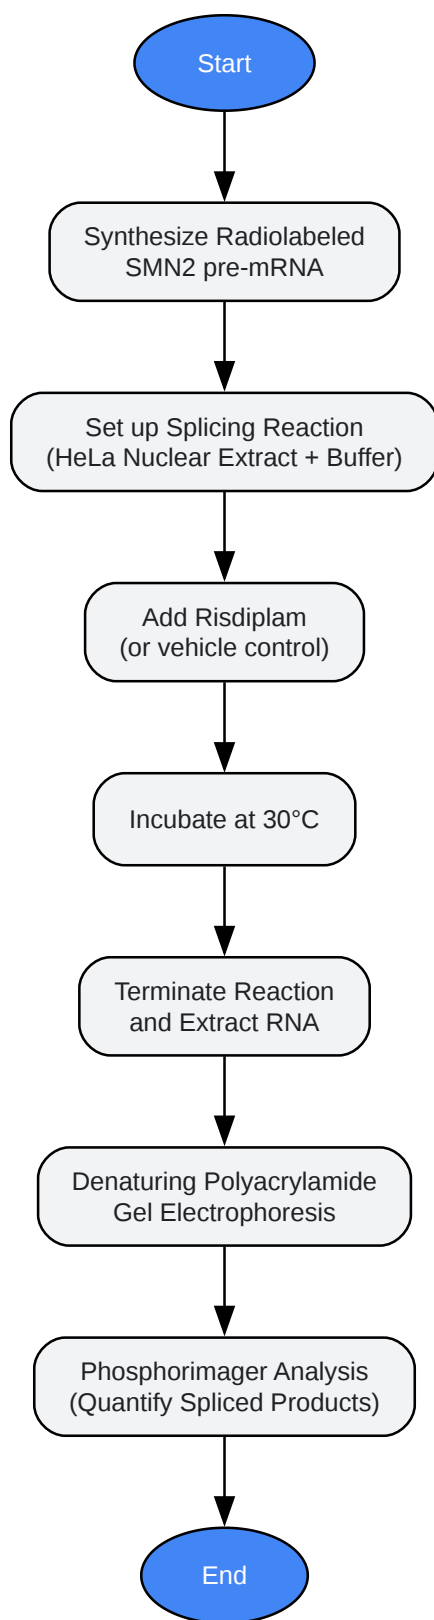 Start
Synthesize Radiolabeled
SMN2 pre-mRNA
Set up Splicing Reaction
(HeLa Nuclear Extract + Buffer)
Add Risdiplam
(or vehicle control)
Incubate at 30°C
Terminate Reaction
and Extract RNA
Denaturing Polyacrylamide
Gel Electrophoresis
Phosphorimager Analysis
(Quantify Spliced Products)
End